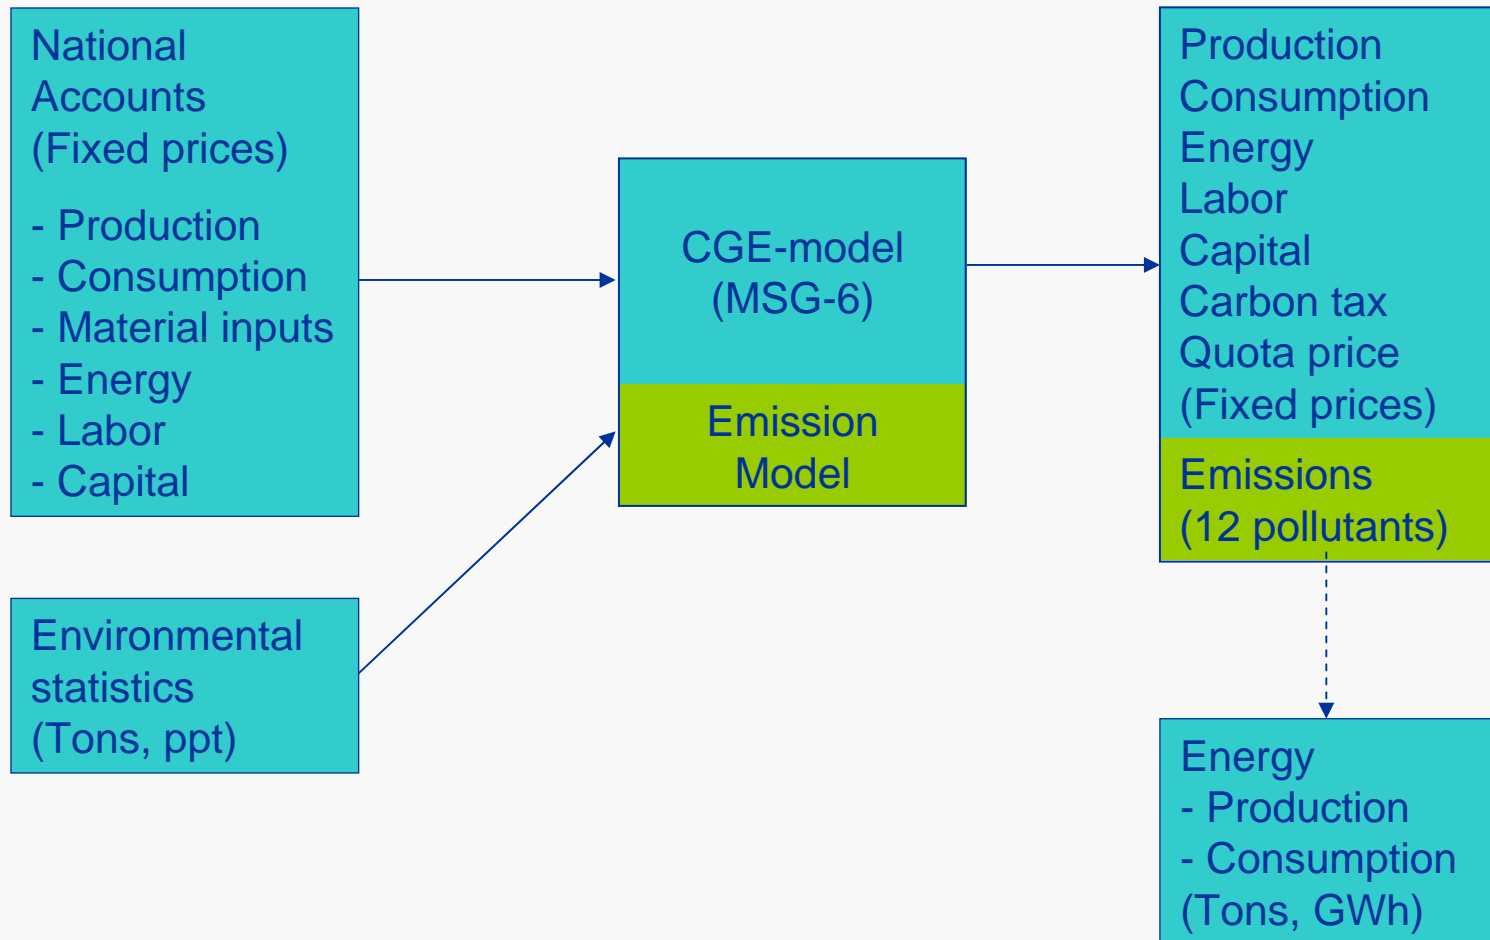 National
Accounts
(Fixed prices)
- Production
- Consumption
- Material inputs
- Energy
- Labor
- Capital
Environmental
statistics
(Tons, ppt)
CGE-model
(MSG-6)
Emission
Model
Production
Consumption
Energy
Labor
Capital
Carbon tax
Quota price
(Fixed prices)
Emissions
(12 pollutants)
Energy
- Production
- Consumption
(Tons, GWh)